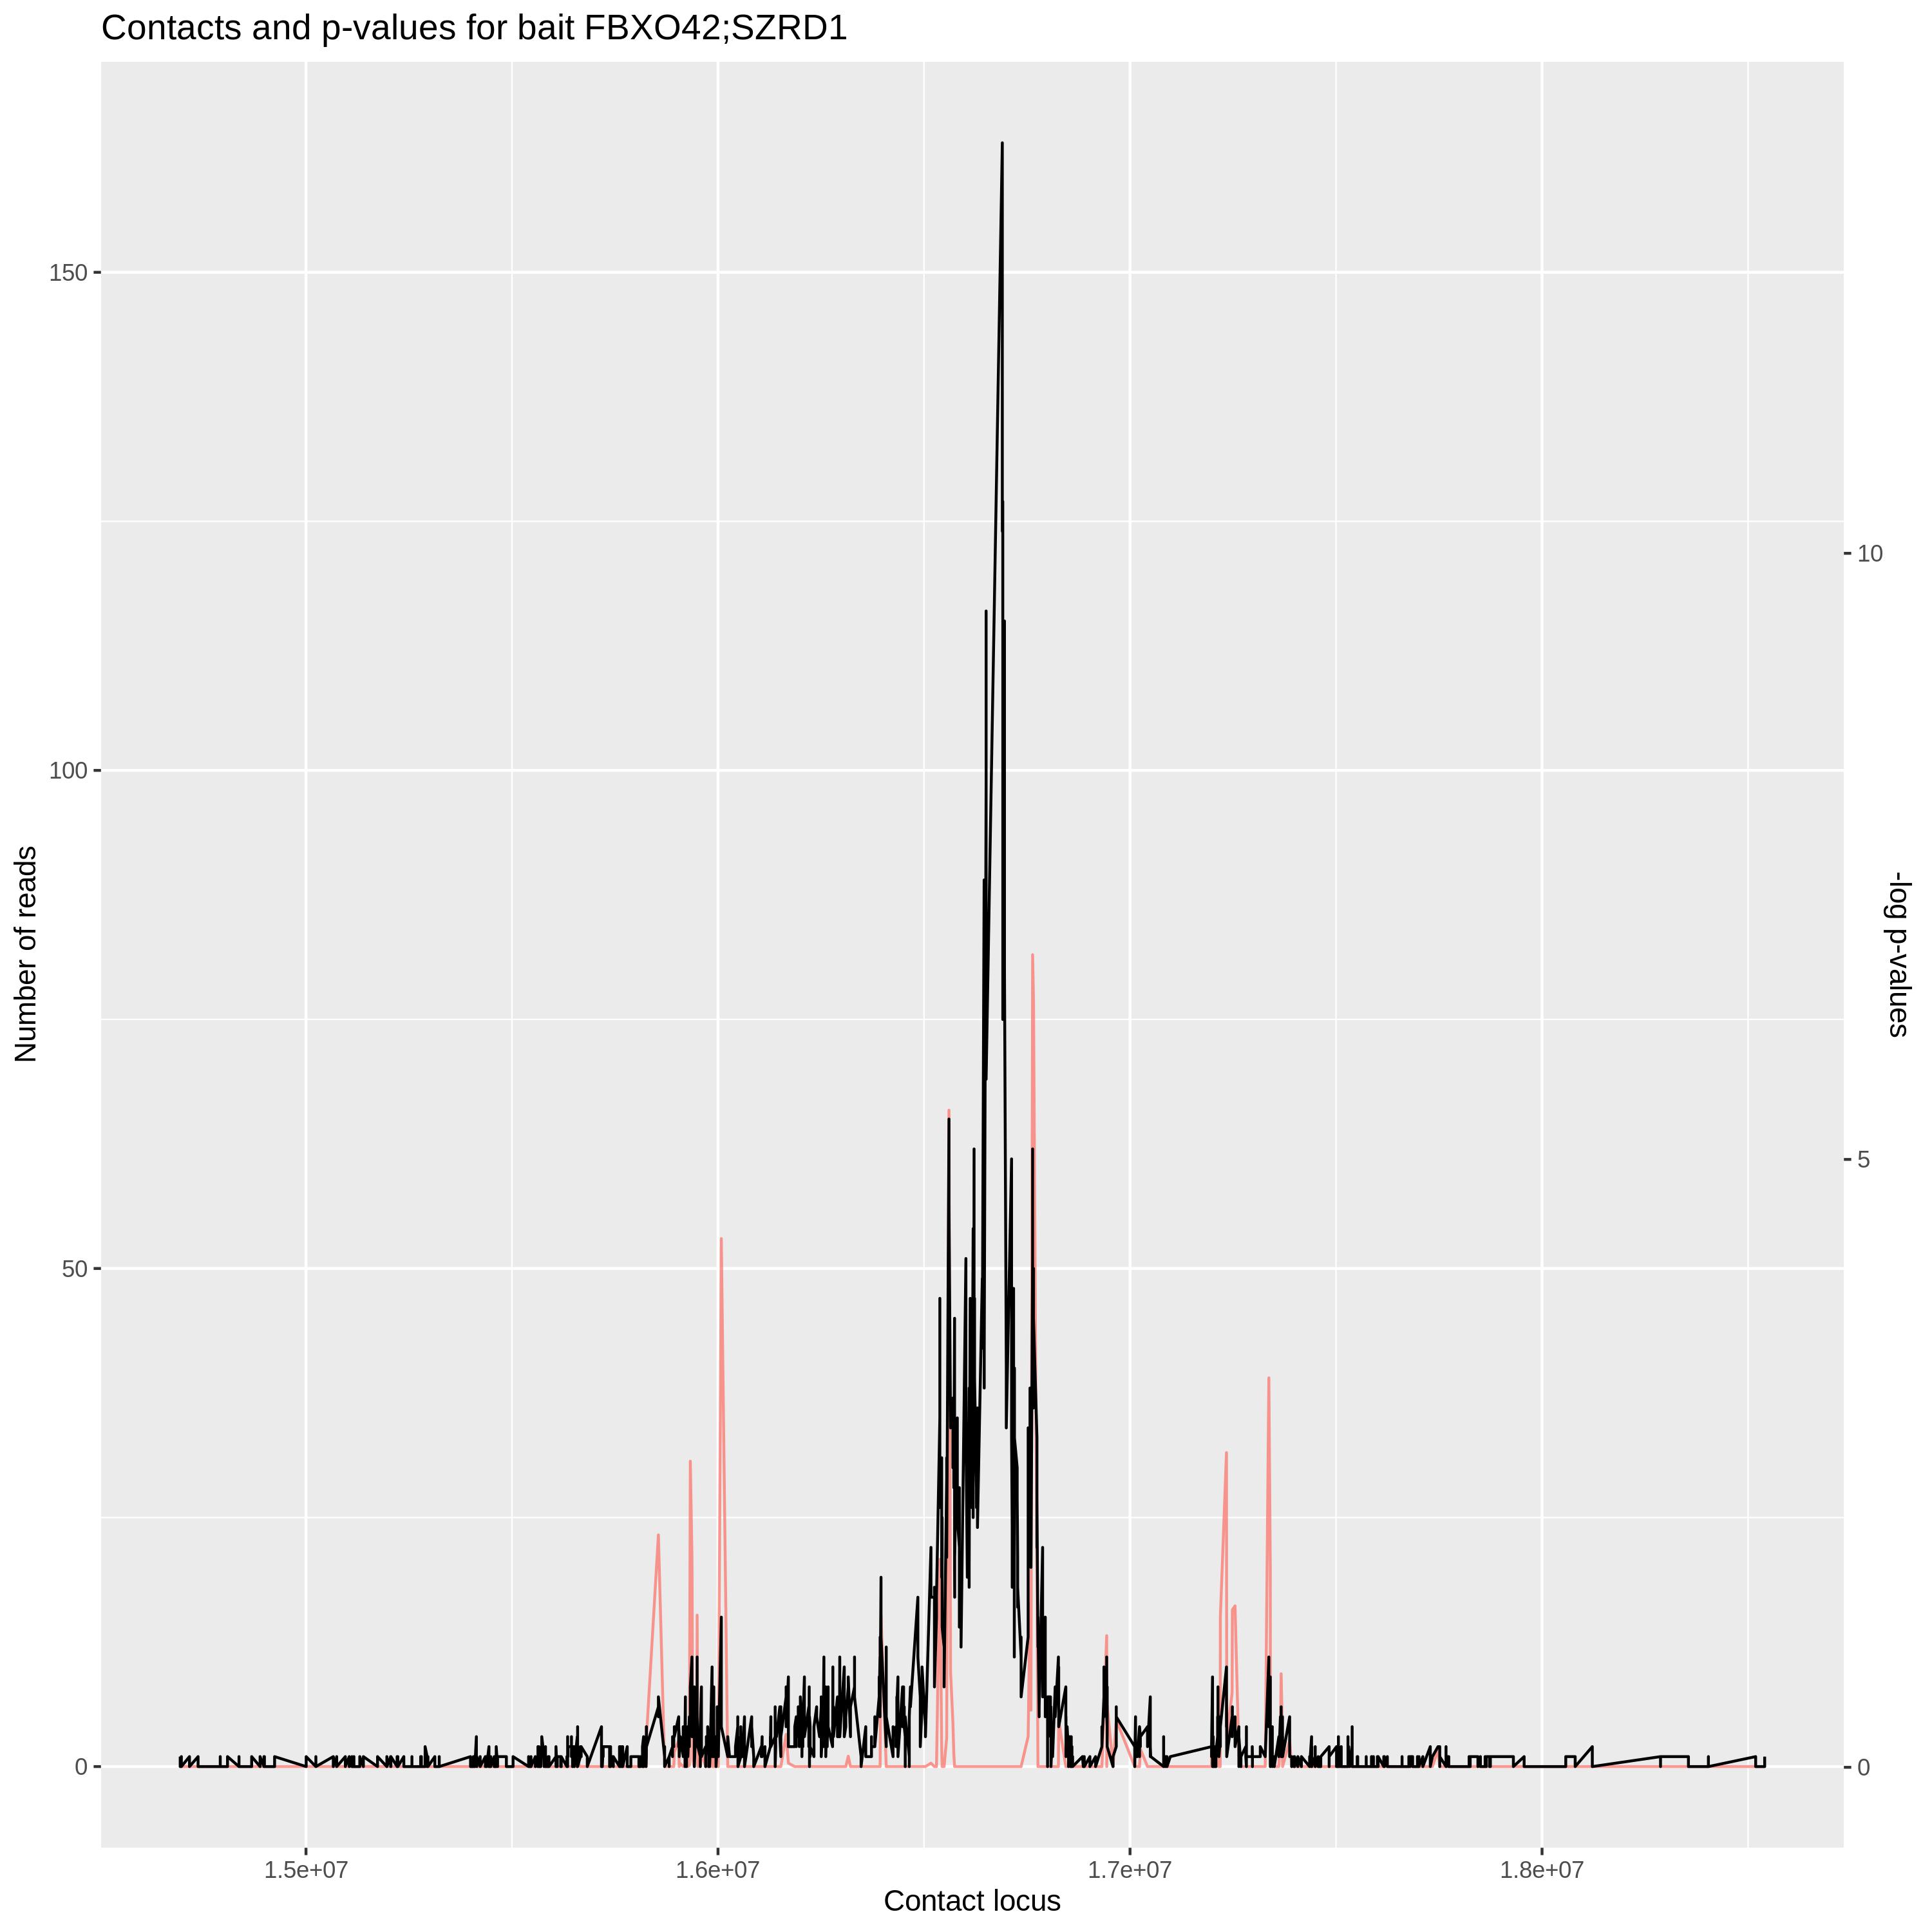 Contacts and p-values for bait FBXO42;SZRD1
150
100
50
0
Number of reads
10
5
0
-log p-values
1.5e+07
1.6e+07
1.7e+07
1.8e+07
Contact locus